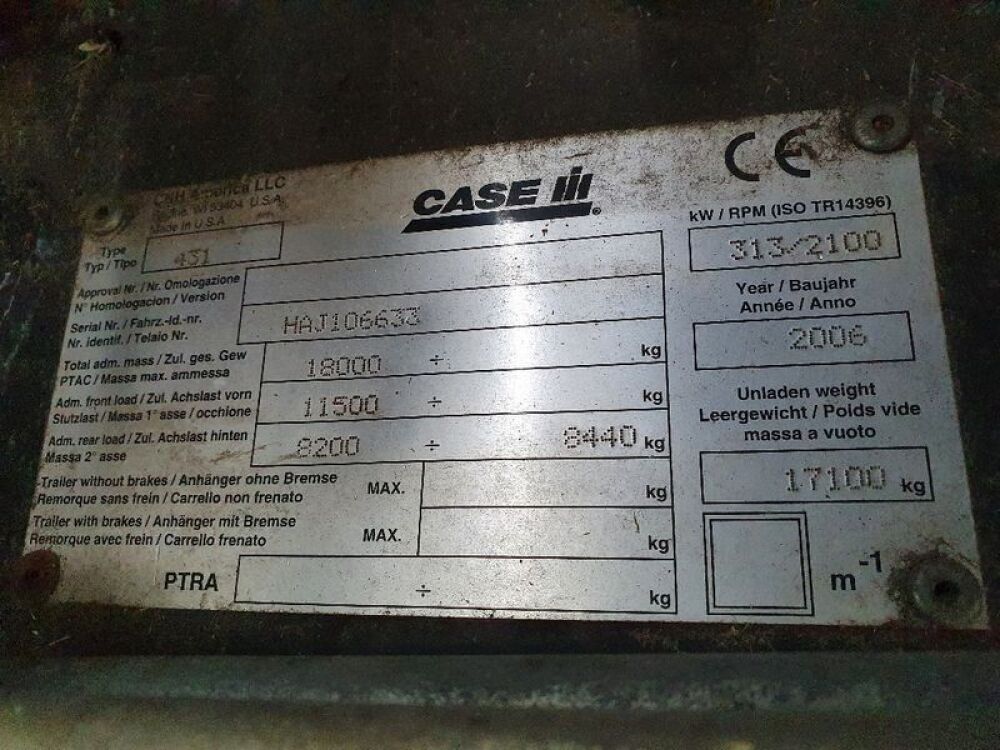 CNH America LLC
WI 53404 U.S.A.
Made in U.S.A.
CASE III
®
CE
Type
Typ / Tipo
431
Approval Nr. / Nr. Omologazione
N° Homologacion / Version
Serial Nr. / Fahrz.-Id.-nr.
Nr. identif. / Telaio Nr.
HAJ106633
Total adm. mass / Zul. ges. Gew
PTAC / Massa max. ammessa
18000 ÷ kg
Adm. front load / Zul. Achslast vorn
Stutzlast / Massa 1° asse / occhione
11500 ÷ kg
Adm. rear load / Zul. Achslast hinten
Massa 2° asse
8200 ÷ 8440 kg
Trailer without brakes / Anhänger ohne Bremse
Remorque sans frein / Carrello non frenato
MAX. kg
Trailer with brakes / Anhänger mit Bremse
Remorque avec frein / Carrello frenato
MAX. kg
PTRA ÷ kg
kW / RPM (ISO TR14396)
313/2100
Year / Baujahr
Année / Anno
2006
Unladen weight
Leergewicht / Poids vide
massa a vuoto
17100 kg
m-1